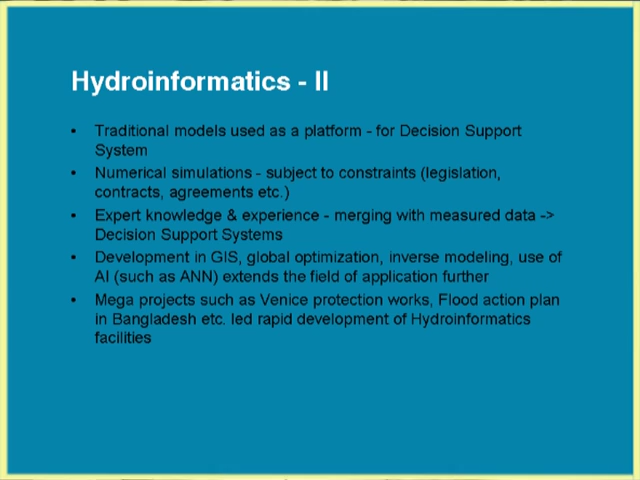 Hydroinformatics - II
• Traditional models used as a platform - for Decision Support
System
• Numerical simulations - subject to constraints (legislation,
contracts, agreements etc.)
• Expert knowledge & experience - merging with measured data ->
Decision Support Systems
• Development in GIS, global optimization, inverse modeling, use of
AI (such as ANN) extends the field of application further
• Mega projects such as Venice protection works, Flood action plan
in Bangladesh etc. led rapid development of Hydroinformatics
facilities